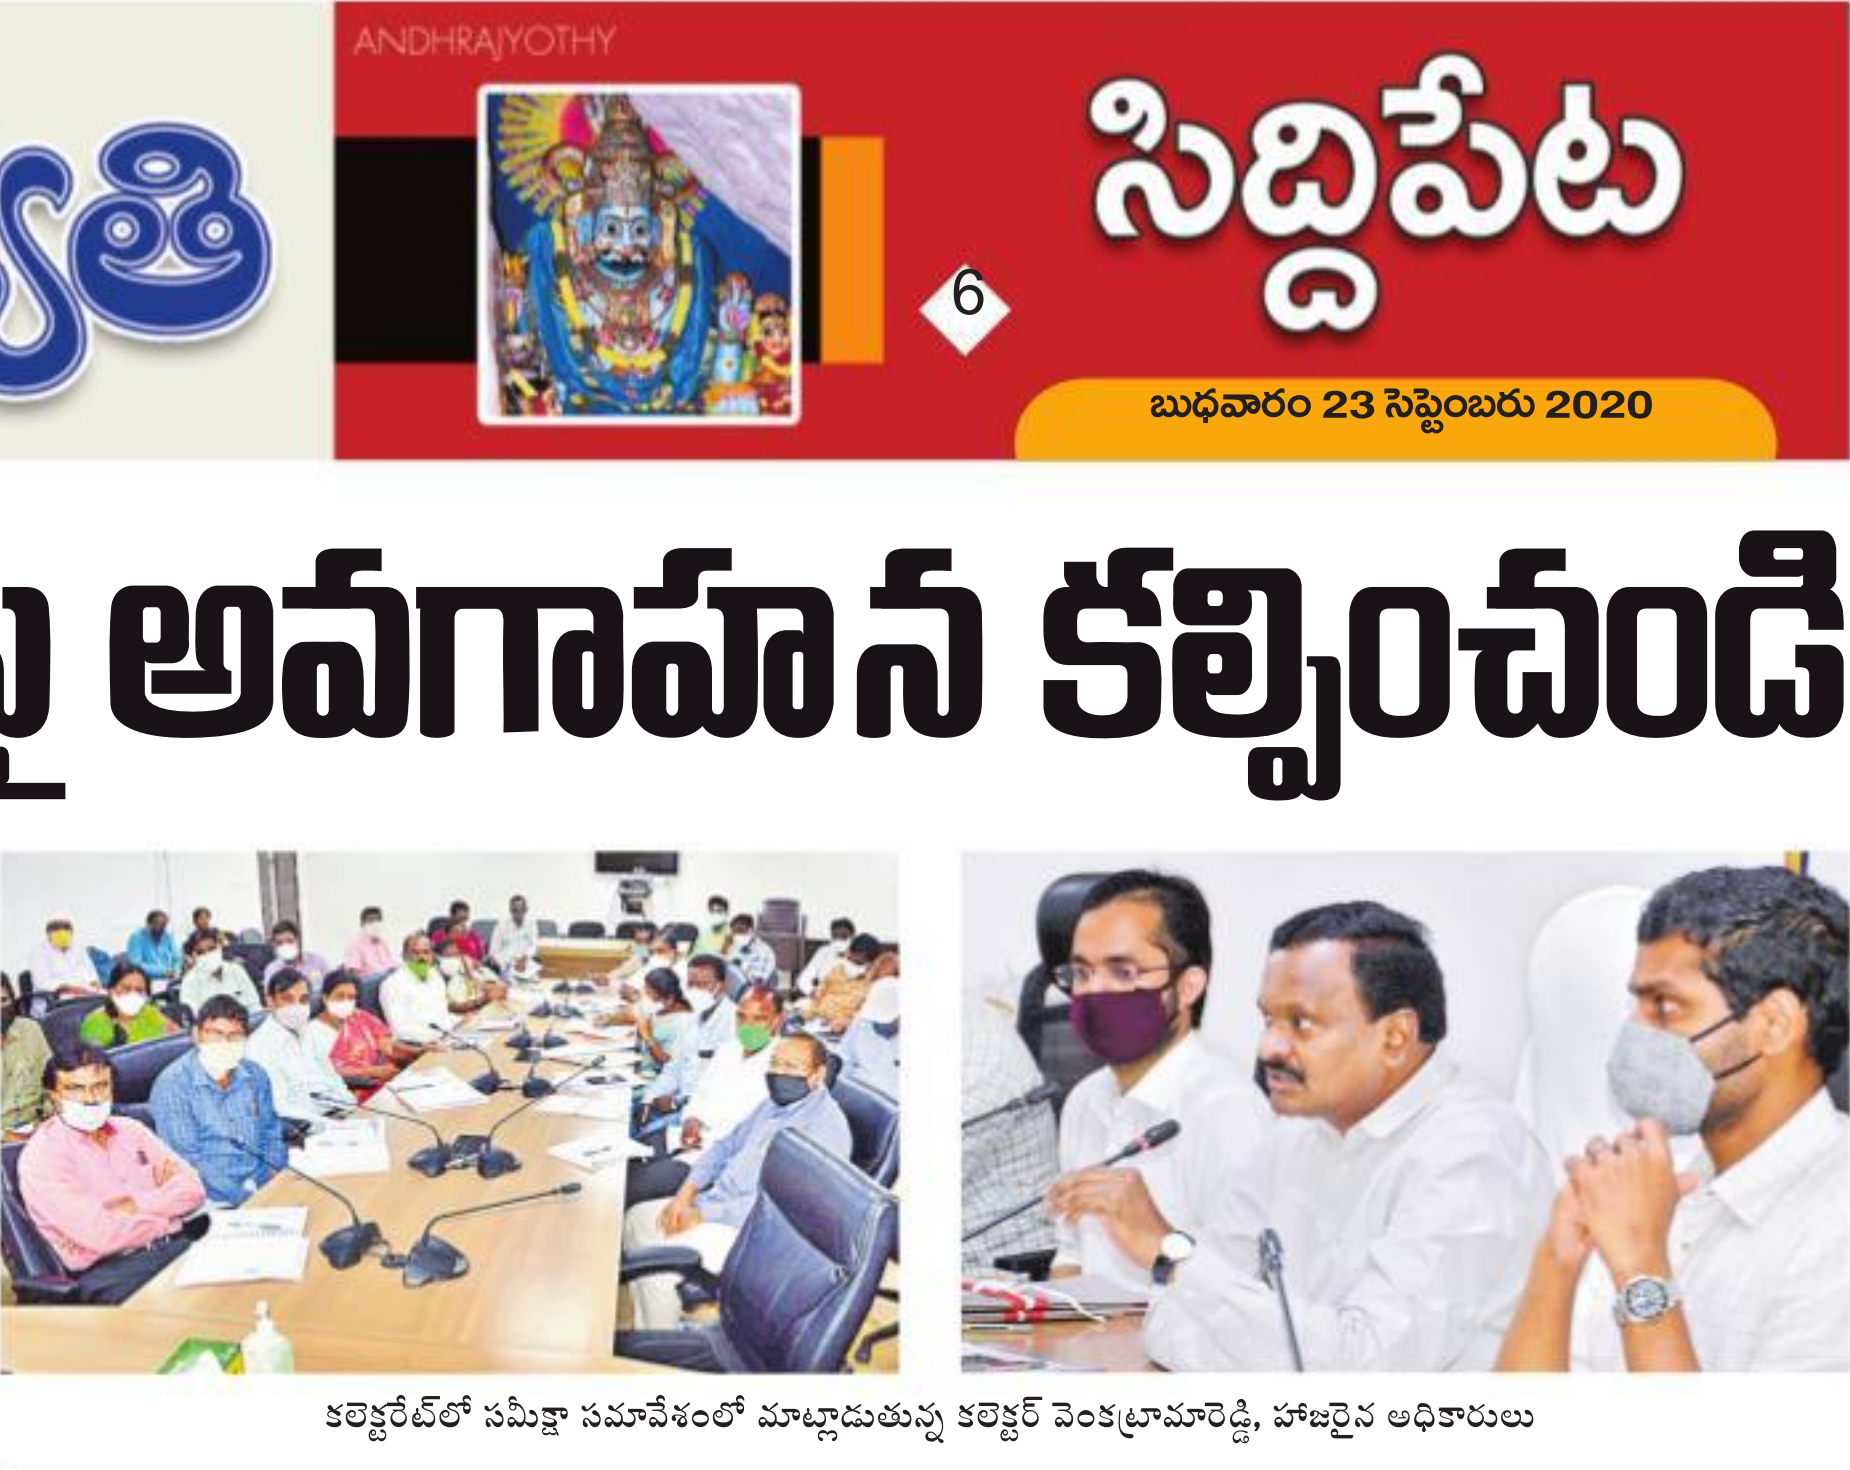 ANDHRAJYOTHY
సిద్దిపేట
6
బుధవారం 23 సెప్టెంబరు 2020
అవగాహన కల్పించండి
కలెక్టరేట్‌లో సమీక్షా సమావేశంలో మాట్లాడుతున్న కలెక్టర్ వెంకట్రామారెడ్డి, హాజరైన అధికారులు